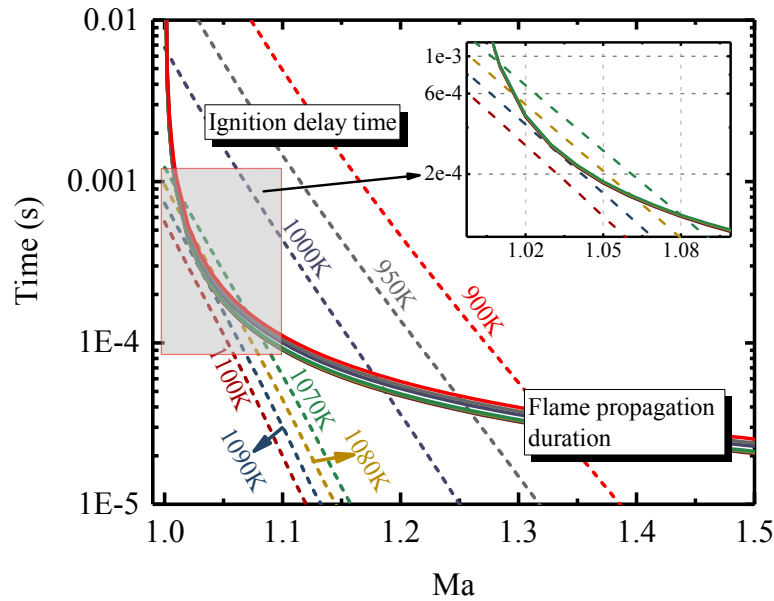 0.01
0.001
1E-4
1E-5
Time (s)
1.0
1.1
1.2
1.3
1.4
1.5
Ma
Ignition delay time
1e-3
6e-4
2e-4
1.02
1.05
1.08
1000K
950K
900K
1100K
1090K
1080K
1070K
Flame propagation
duration